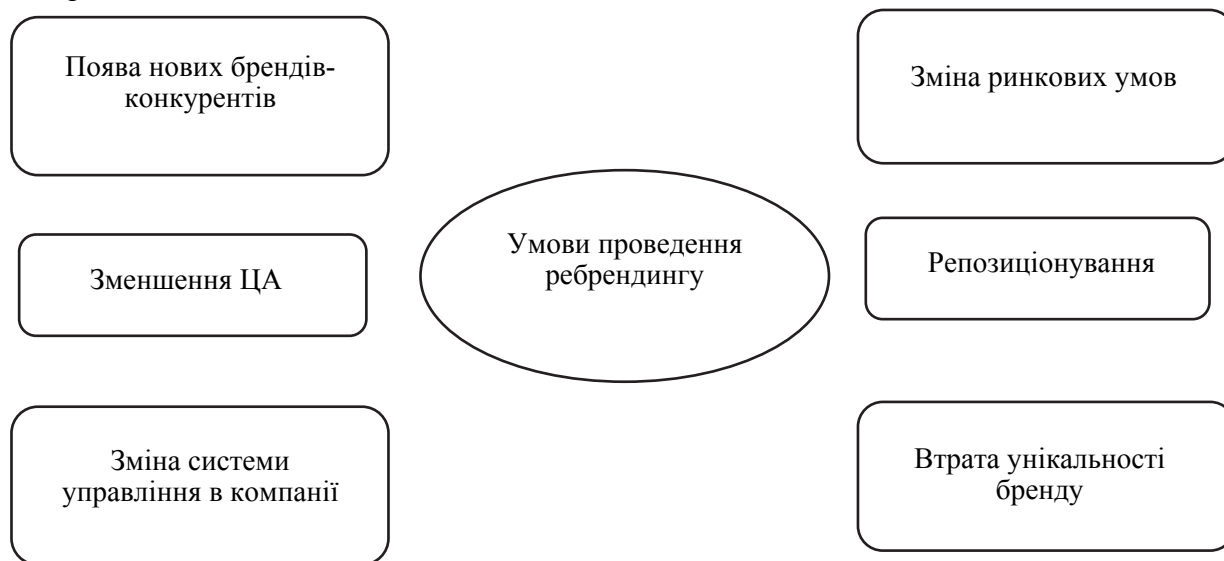 Поява нових брендів-
конкурентів
Зміна ринкових умов
Умови проведення
ребрендингу
Зменшення ЦА
Репозиціонування
Зміна системи
управління в компанії
Втрата унікальності
бренду